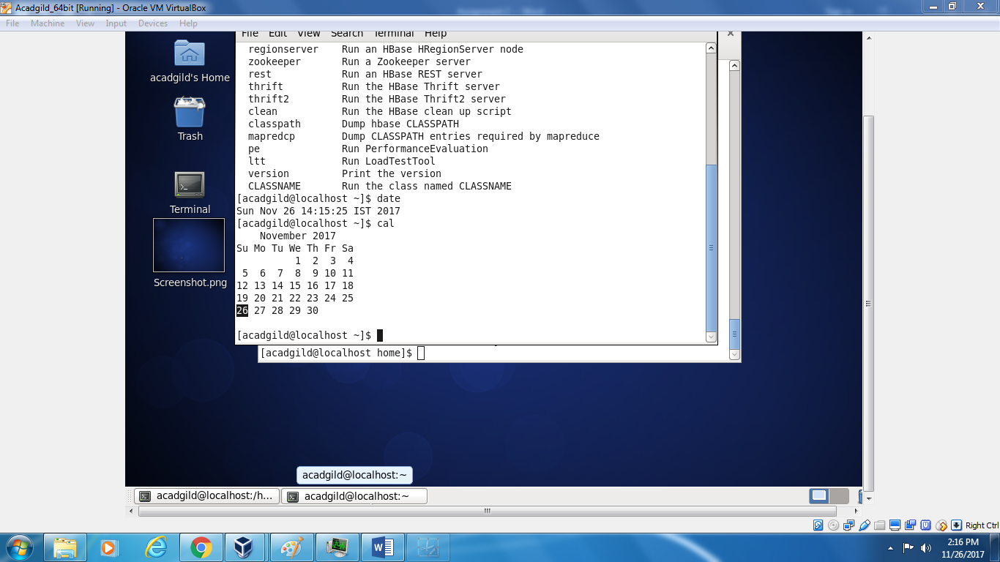 Acadgild_64bit [Running] - Oracle VM VirtualBox
File Machine View Input Devices Help
acadgild's Home
Trash
Terminal
Screenshot.png
File Edit View Search Terminal Help
regionserver    Run an HBase HRegionServer node
zookeeper       Run a Zookeeper server
rest            Run an HBase REST server
thrift          Run the HBase Thrift server
thrift2         Run the HBase Thrift2 server
clean           Run the HBase clean up script
classpath       Dump hbase CLASSPATH
mapredcp        Dump CLASSPATH entries required by mapreduce
pe              Run PerformanceEvaluation
ltt             Run LoadTestTool
version         Print the version
CLASSNAME       Run the class named CLASSNAME
[acadgild@localhost ~]$ date
Sun Nov 26 14:15:25 IST 2017
[acadgild@localhost ~]$ cal
    November 2017
Su Mo Tu We Th Fr Sa
          1  2  3  4
 5  6  7  8  9 10 11
12 13 14 15 16 17 18
19 20 21 22 23 24 25
26 27 28 29 30
[acadgild@localhost ~]$
[acadgild@localhost home]$
acadgild@localhost:~
acadgild@localhost:/h...
acadgild@localhost:~
Right Ctrl
2:16 PM
11/26/2017